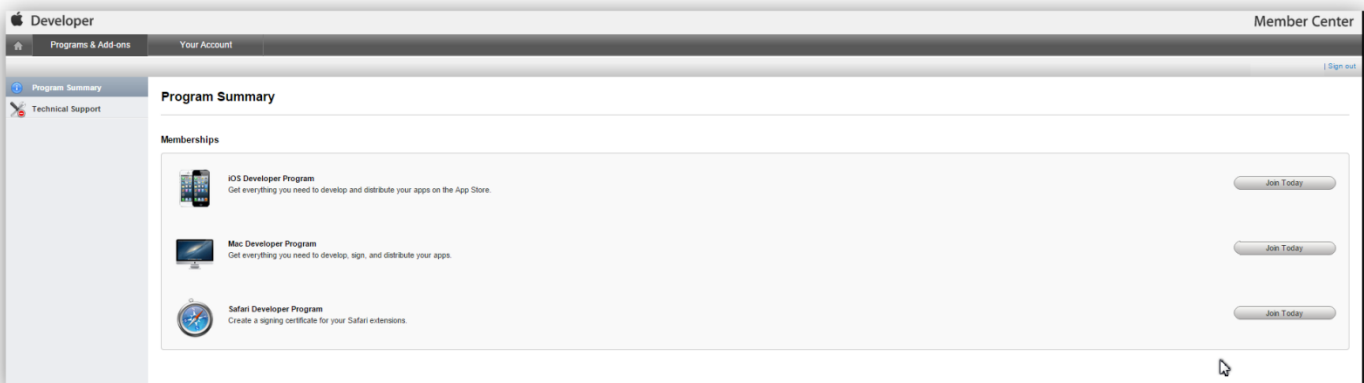 Developer
Member Center
Programs & Add-ons
Your Account
| Sign out
Program Summary
Technical Support
Program Summary
Memberships
iOS Developer Program
Get everything you need to develop and distribute your apps on the App Store.
Join Today
Mac Developer Program
Get everything you need to develop, sign, and distribute your apps.
Join Today
Safari Developer Program
Create a signing certificate for your Safari extensions.
Join Today